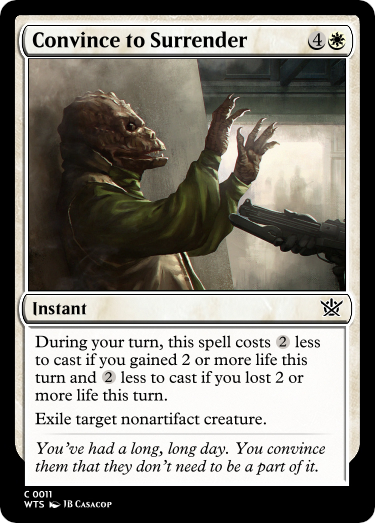 Convince to Surrender 4
Instant
During your turn, this spell costs 2 less
to cast if you gained 2 or more life this
turn and 2 less to cast if you lost 2 or
more life this turn.
Exile target nonartifact creature.
You've had a long, long day. You convince
them that they don't need to be a part of it.
C 0011
WTS JB Casacop